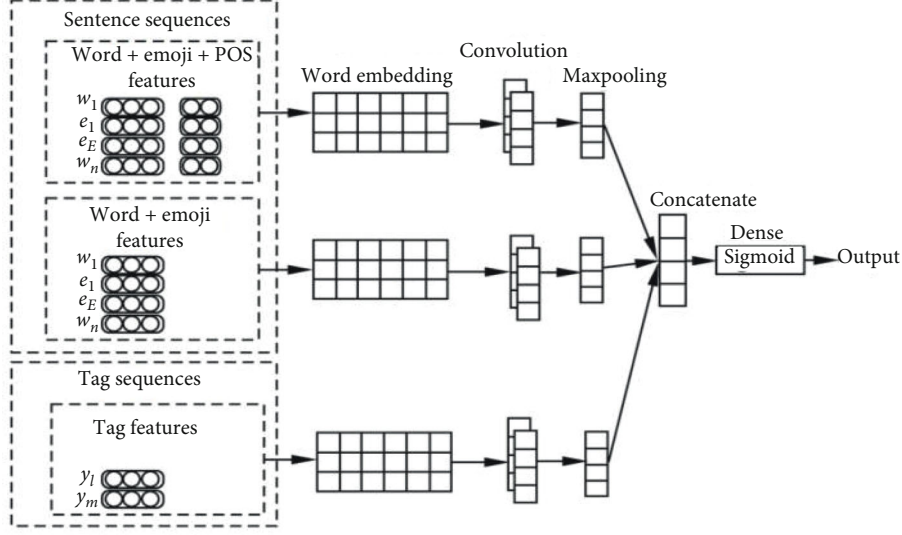 Sentence sequences
Word + emoji + POS
features
w1
e1
eE
wn
Word embedding
Convolution
Maxpooling
Word + emoji
features
w1
e1
eE
wn
Concatenate
Dense
Sigmoid
Output
Tag sequences
Tag features
yl
ym